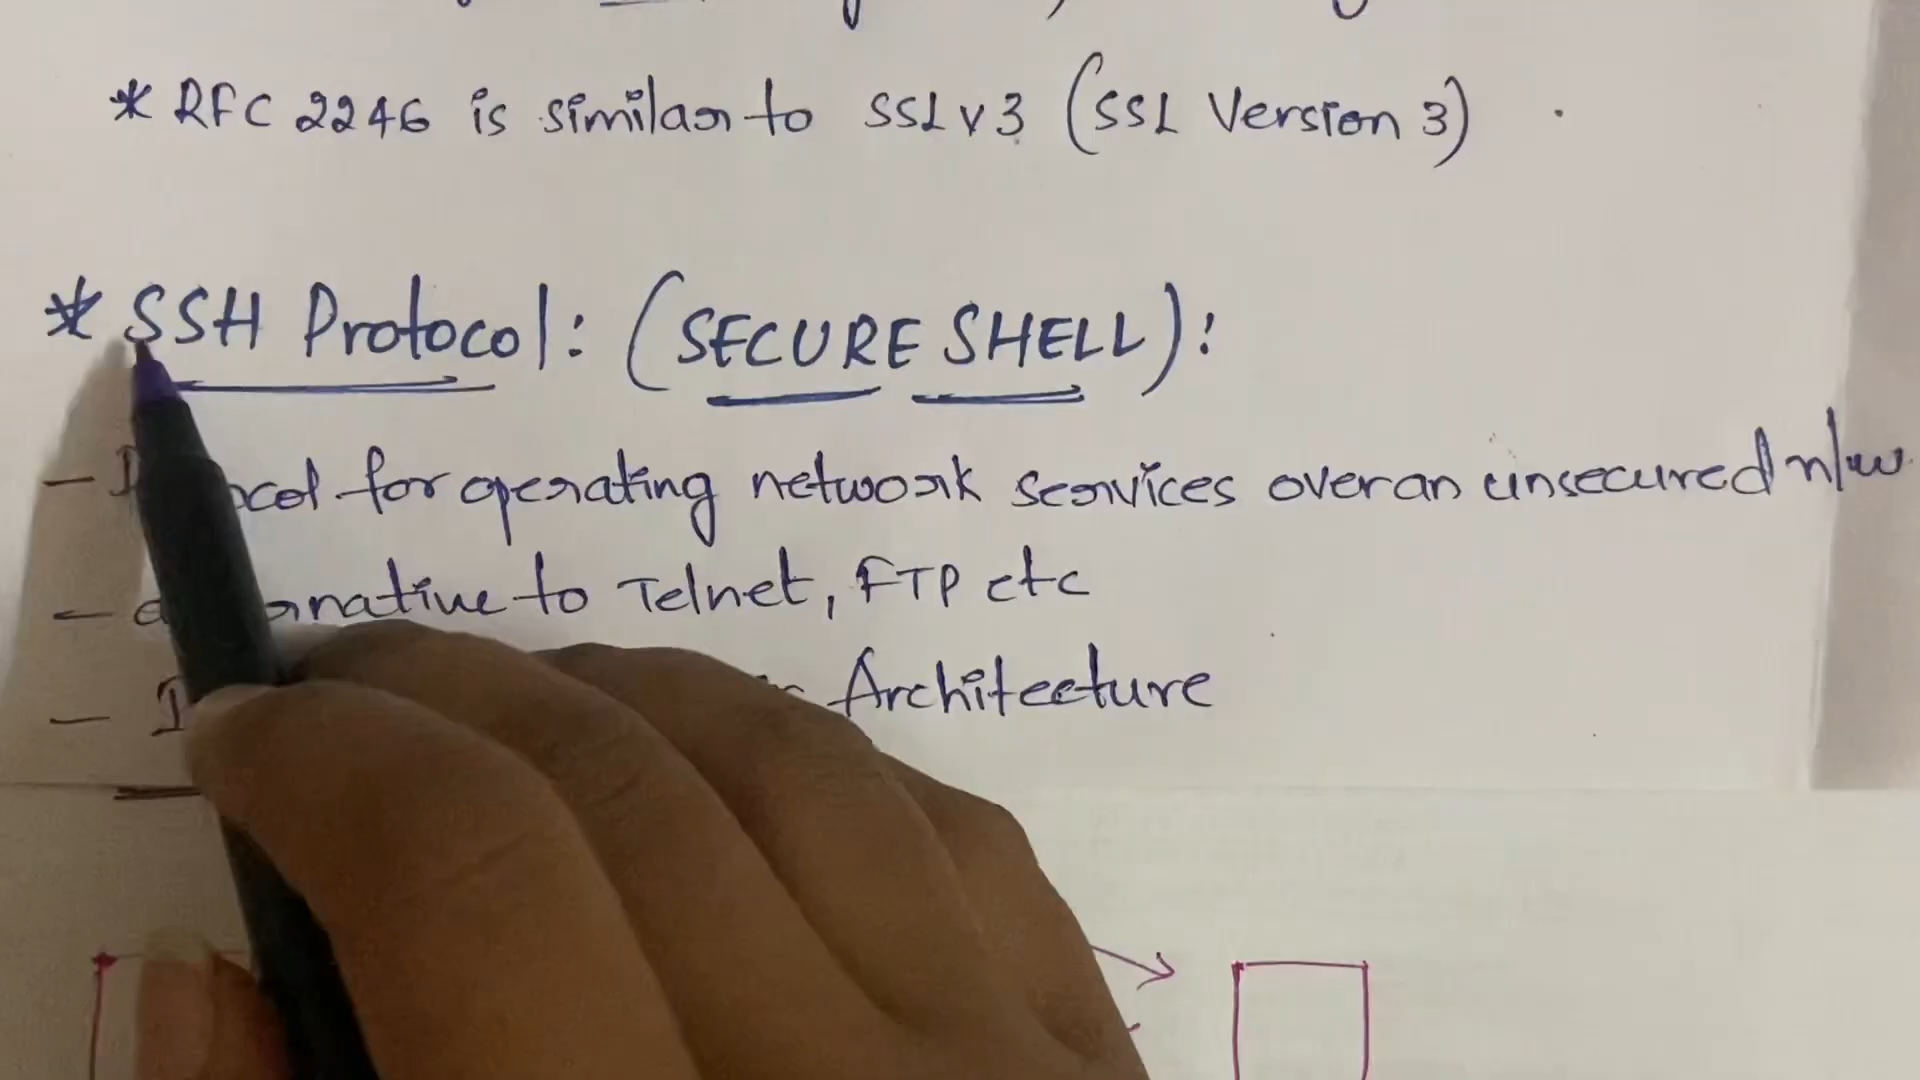 * RFC 2246 is similar to SSL v3 (SSL Version 3)
* SSH Protocol: (SECURE SHELL):
- for operating network services over an unsecured n/w
- to Telnet, FTP etc
- Architecture